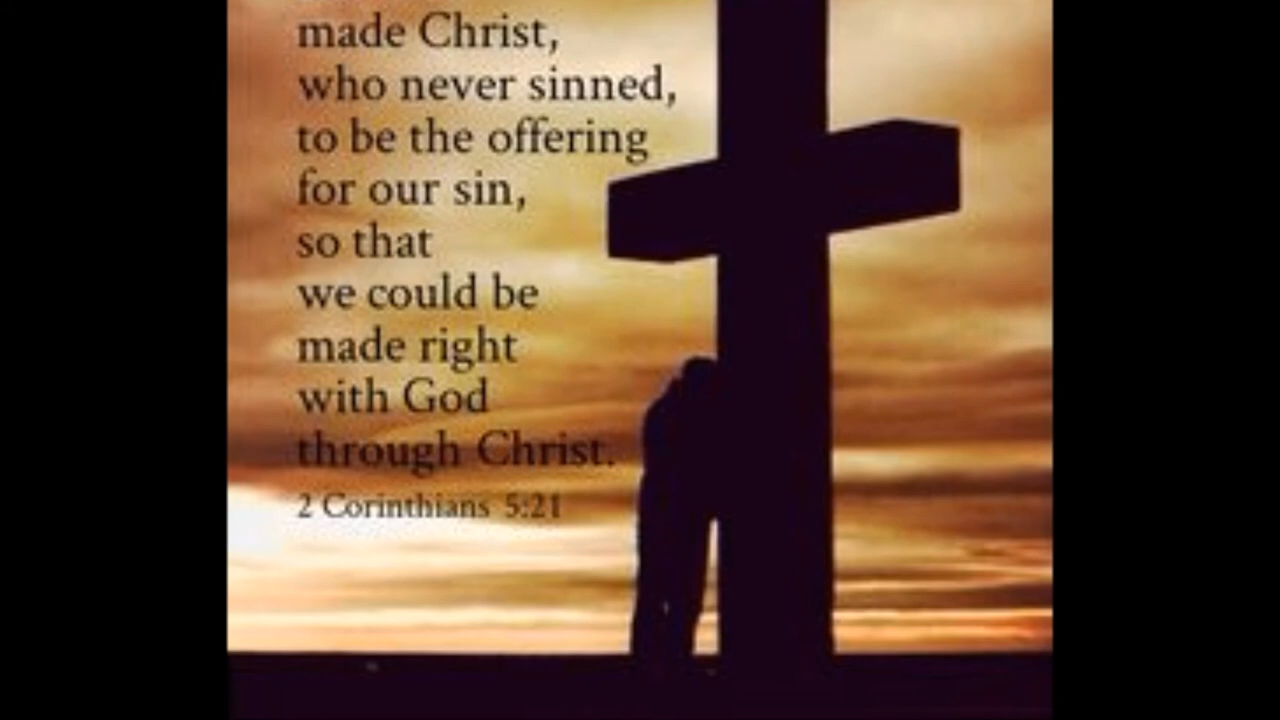 made Christ,
who never sinned,
to be the offering
for our sin,
so that
we could be
made right
with God
through Christ.
2 Corinthians 5:21